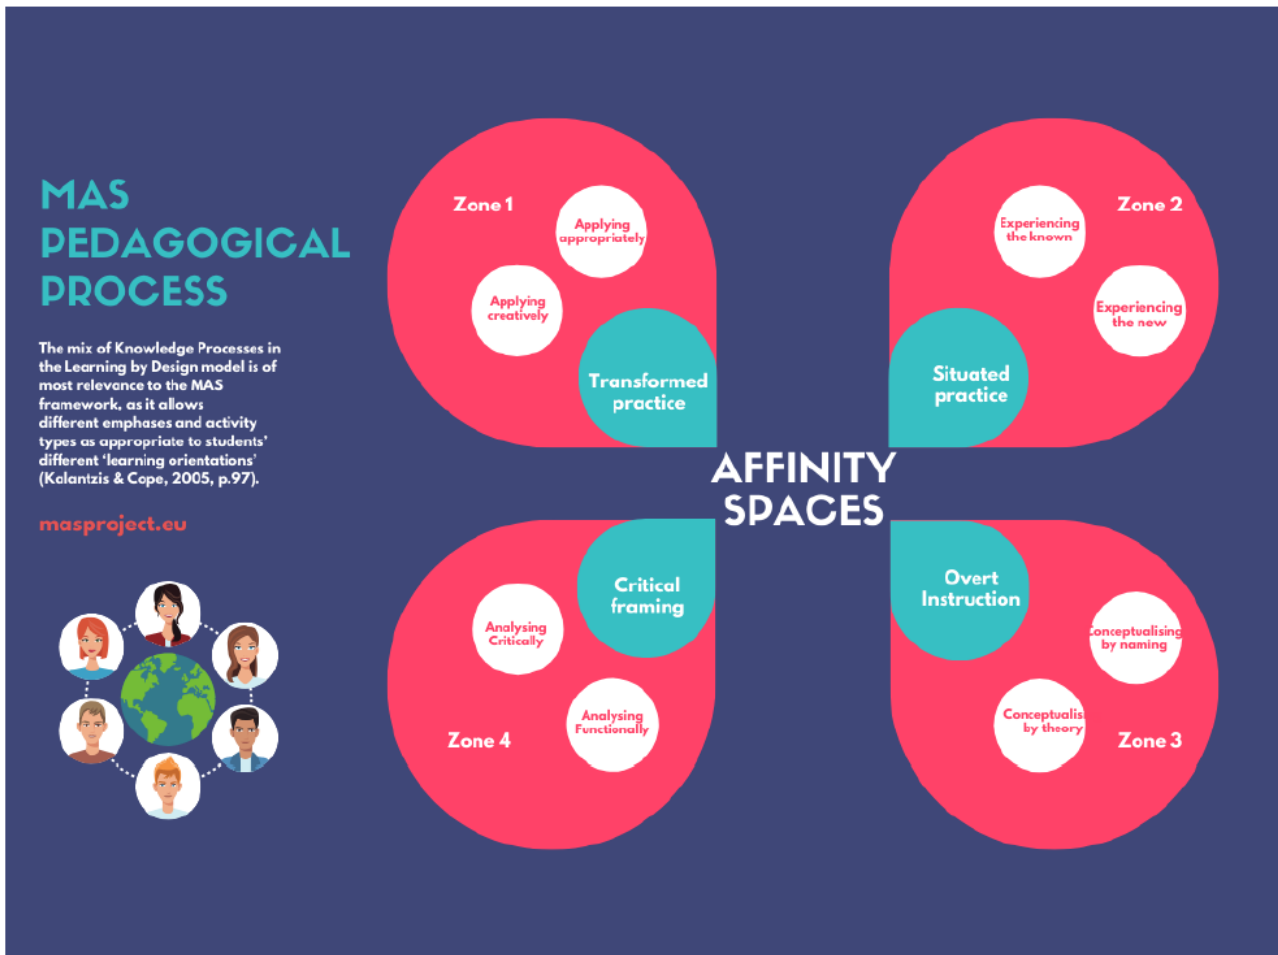 MAS
PEDAGOGICAL
PROCESS
The mix of Knowledge Processes in
the Learning by Design model is of
most relevance to the MAS
framework, as it allows
different emphases and activity
types as appropriate to students'
different 'learning orientations'
(Kalantzis & Cope, 2005, p.97).
masproject.eu
Zone 1
Applying
appropriately
Applying
creatively
Transformed
practice
Zone 2
Experiencing
the known
Experiencing
the new
Situated
practice
AFFINITY
SPACES
Critical
framing
Analysing
Critically
Analysing
Functionally
Zone 4
Overt
Instruction
onceptualising
by naming
Conceptualis
by theory
Zone 3